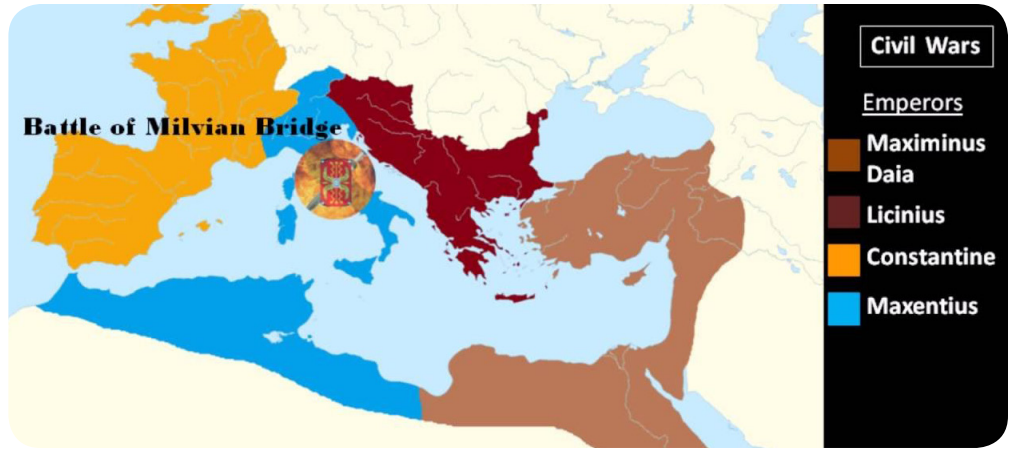 Civil Wars
Emperors
Battle of Milvian Bridge
Maximinus
Daia
Licinius
Constantine
Maxentius